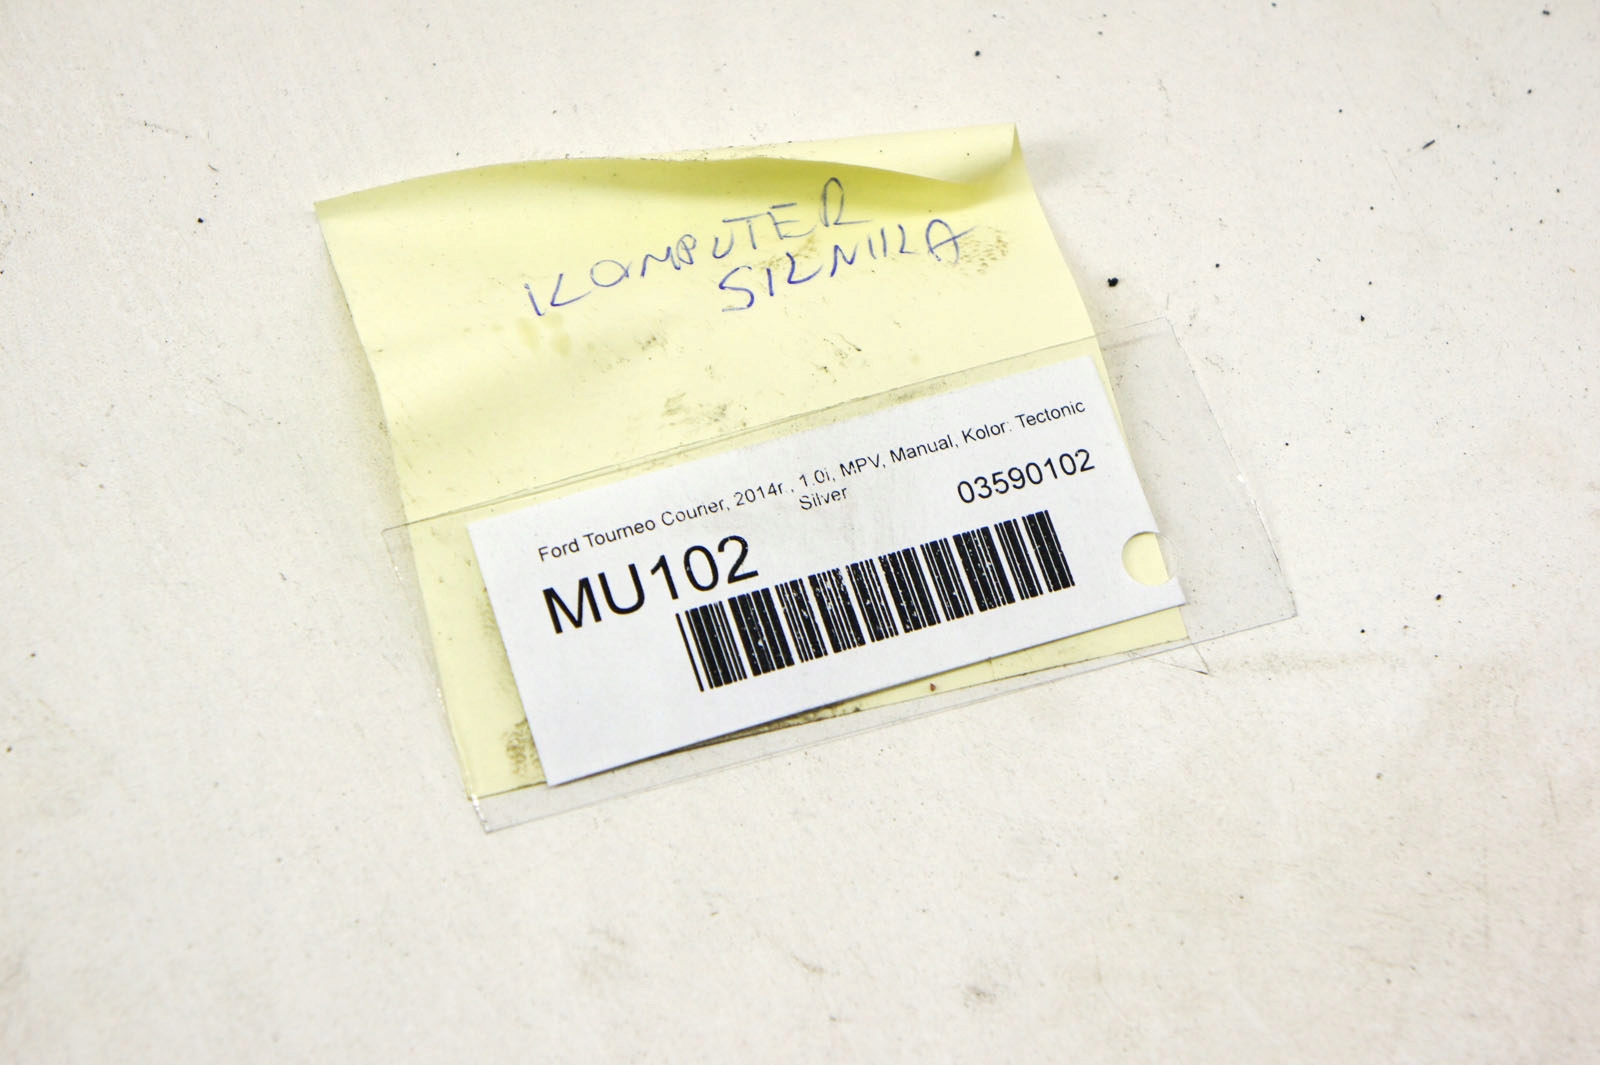 KOMPUTER
SILNIKA
Ford Tourneo Courier, 2014r., 1.0i, MPV, Manual, Kolor: Tectonic
Silver
03590102
MU102